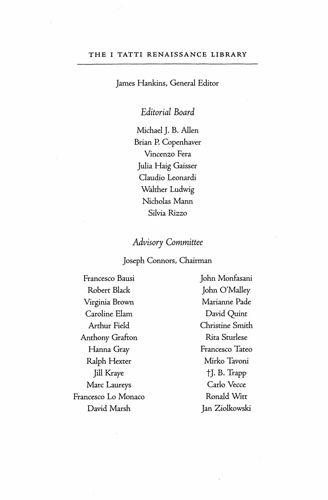 THE I TATTI RENAISSANCE LIBRARY
James Hankins, General Editor
Editorial Board
Michael J. B. Allen
Brian P. Copenhaver
Vincenzo Fera
Julia Haig Gaisser
Claudio Leonardi
Walther Ludwig
Nicholas Mann
Silvia Rizzo
Advisory Committee
Joseph Connors, Chairman
Francesco Bausi
Robert Black
Virginia Brown
Caroline Elam
Arthur Field
Anthony Grafton
Hanna Gray
Ralph Hexter
Jill Kraye
Marc Laureys
Francesco Lo Monaco
David Marsh
John Monfasani
John O'Malley
Marianne Pade
David Quint
Christine Smith
Rita Sturlese
Francesco Tateo
Mirko Tavoni
†J. B. Trapp
Carlo Vecce
Ronald Witt
Jan Ziolkowski